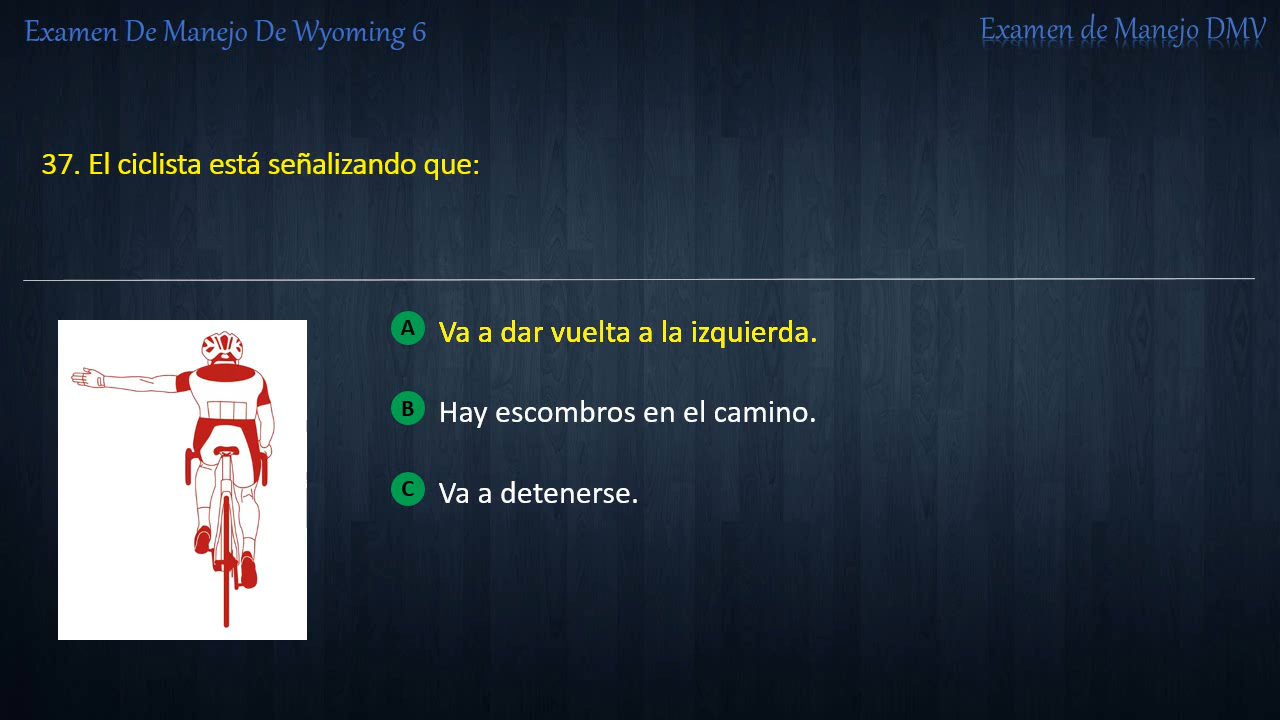 Examen De Manejo De Wyoming 6
Examen de Manejo DMV
37. El ciclista está señalizando que:
A Va a dar vuelta a la izquierda.
B Hay escombros en el camino.
C Va a detenerse.